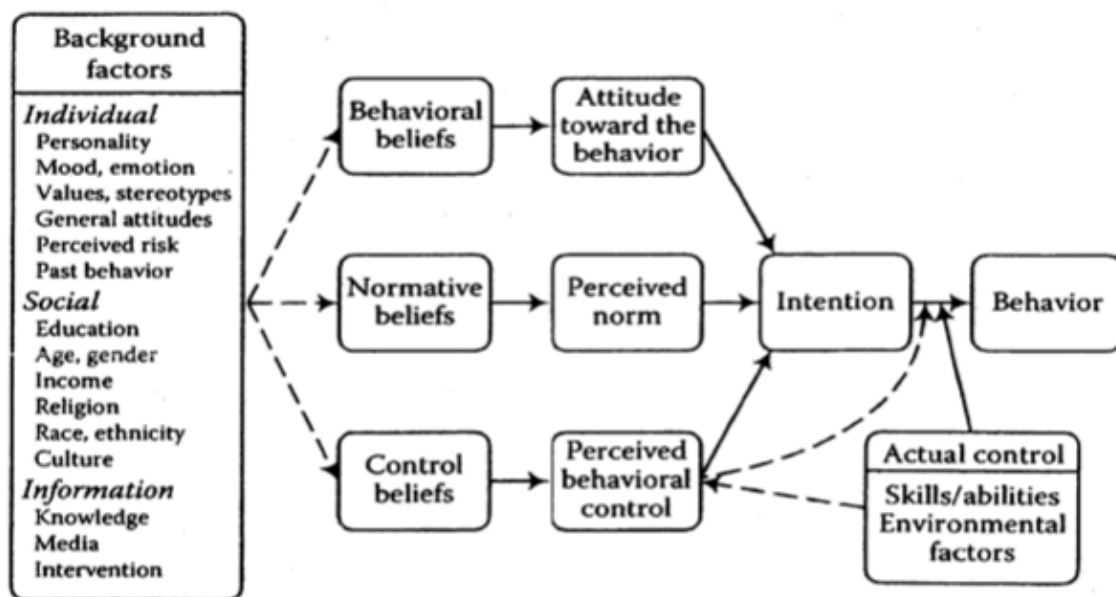 Background
factors
Individual
Personality
Mood, emotion
Values, stereotypes
General attitudes
Perceived risk
Past behavior
Social
Education
Age, gender
Income
Religion
Race, ethnicity
Culture
Information
Knowledge
Media
Intervention
Behavioral
beliefs
Attitude
toward the
behavior
Normative
beliefs
Perceived
norm
Intention
Behavior
Control
beliefs
Perceived
behavioral
control
Actual control
Skills/abilities
Environmental
factors